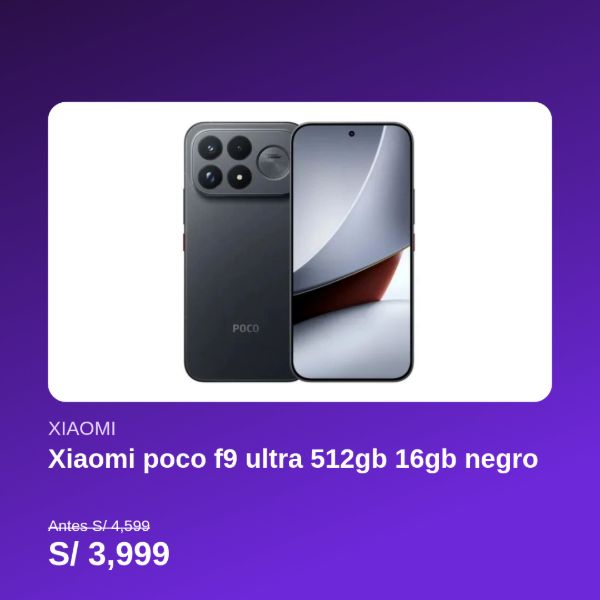 POCO
XIAOMI
Xiaomi poco f9 ultra 512gb 16gb negro
Antes S/ 4,599
S/ 3,999